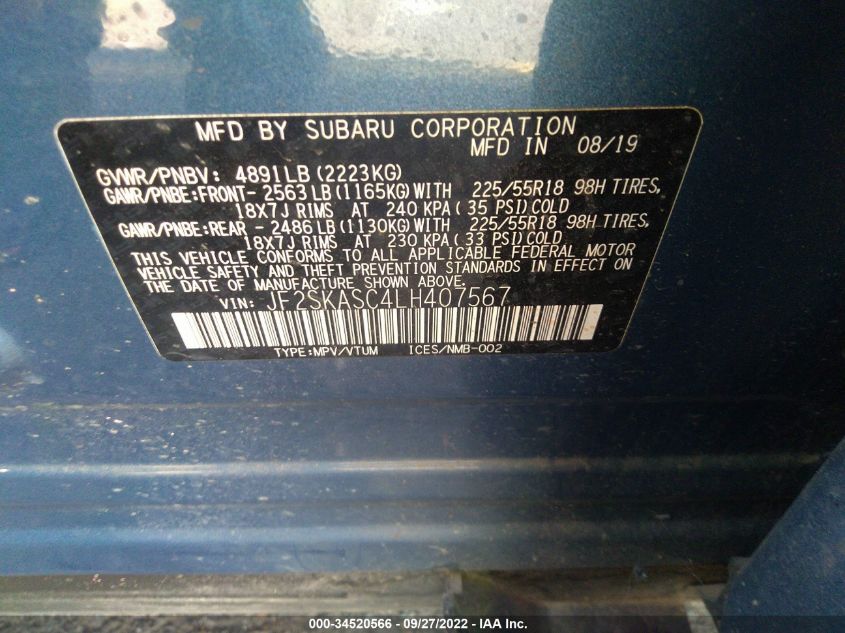 MFD BY SUBARU CORPORATION
MFD IN 08/19
GVWR/PNBV: 4891LB (2223KG)
GAWR/PNBE:FRONT- 2563LB (1165KG) WITH 225/55R18 98H TIRES,
18X7J RIMS AT 240 KPA( 35 PSI)COLD
GAWR/PNBE:REAR - 2486LB (1130KG) WITH 225/55R18 98H TIRES,
18X7J RIMS AT 230 KPA( 33 PSI)COLD
THIS VEHICLE CONFORMS TO ALL APPLICABLE FEDERAL MOTOR
VEHICLE SAFETY AND THEFT PREVENTION STANDARDS IN EFFECT ON
THE DATE OF MANUFACTURE SHOWN ABOVE.
VIN: JF2SKASC4LH407567
TYPE:MPV/VTUM ICES/NMB-002
000-34520566 - 09/27/2022 - IAA Inc.